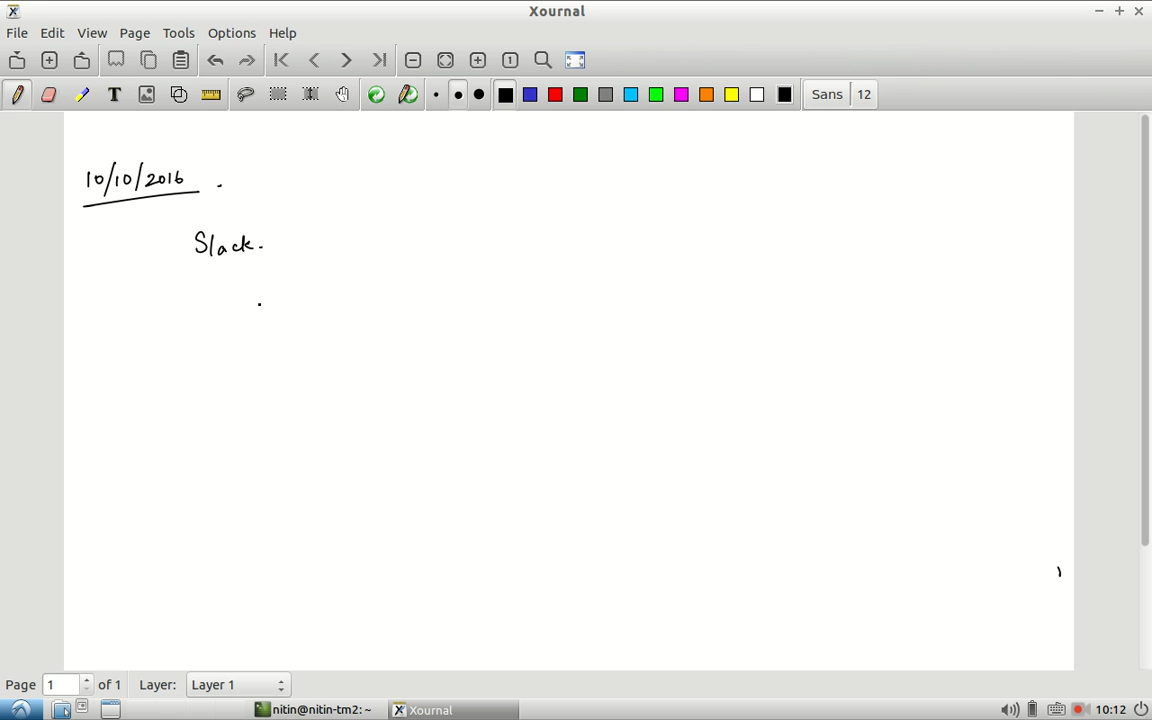 Xournal
File Edit View Page Tools Options Help
Sans 12
10/10/2016 .
Slack.
Page 1 of 1 Layer: Layer 1
nitin@nitin-tm2: ~ Xournal 10:12